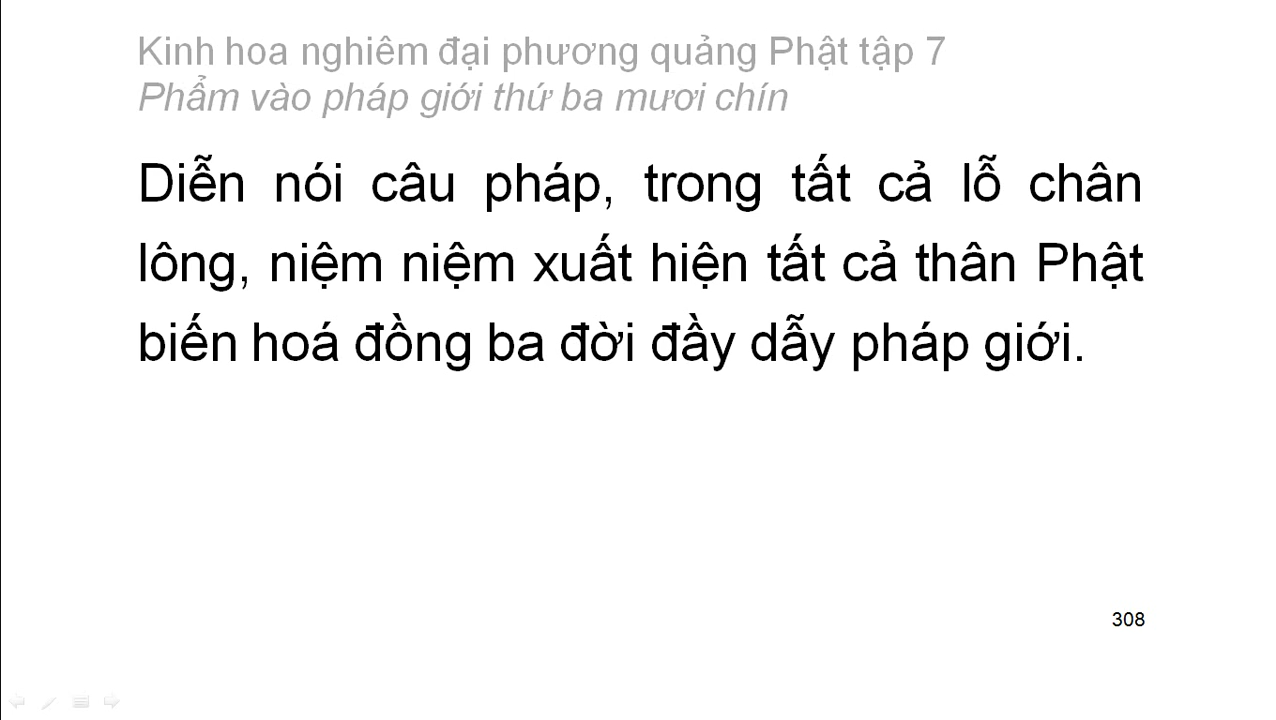 Kinh hoa nghiêm đại phương quảng Phật tập 7
Phẩm vào pháp giới thứ ba mươi chín
Diễn nói câu pháp, trong tất cả lỗ chân
lông, niệm niệm xuất hiện tất cả thân Phật
biến hoá đồng ba đời đầy dẫy pháp giới.
308